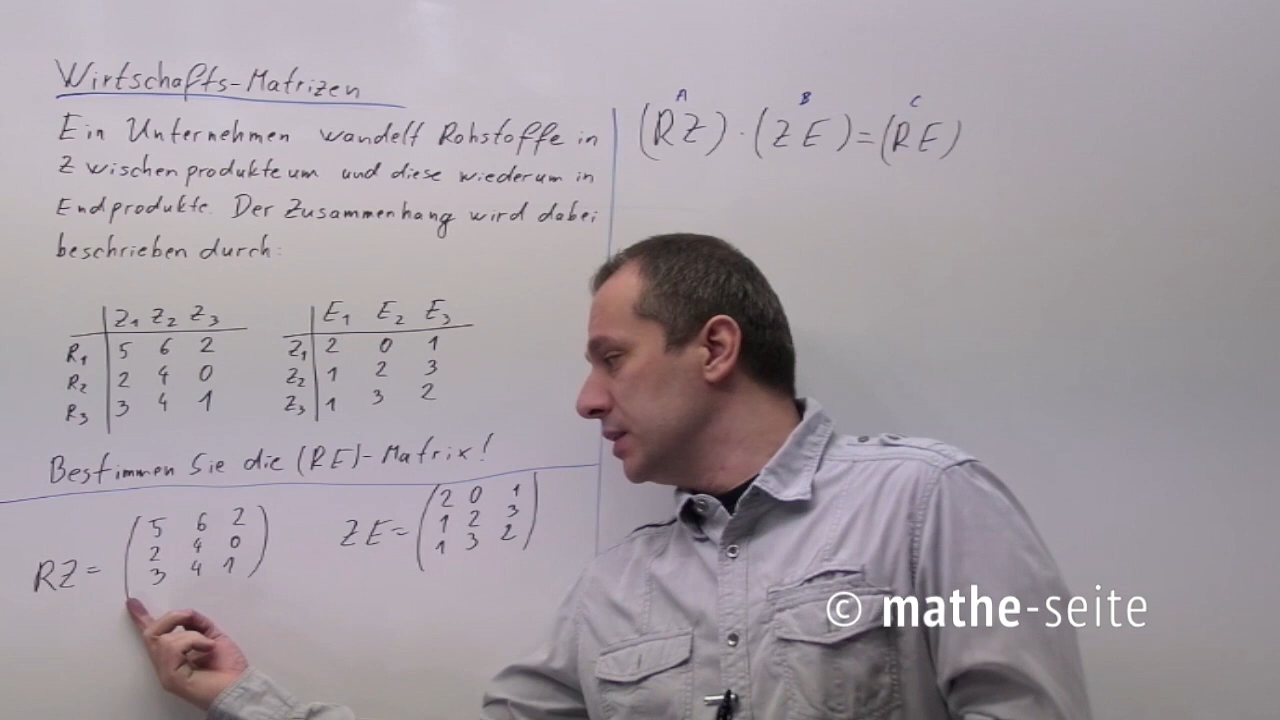 Wirtschafts-Matrizen
Ein Unternehmen wandelt Rohstoffe in
Zwischenprodukte um und diese wiederum in
Endprodukte. Der Zusammenhang wird dabei
beschrieben durch:
Z1 Z2 Z3
R1 5 6 2
R2 2 4 0
R3 3 4 1
E1 E2 E3
Z1 2 0 1
Z2 1 2 3
Z3 1 3 2
Bestimmen Sie die (RE)-Matrix!
RZ = (5 6 2
2 4 0
3 4 1)
ZE = (2 0 1
1 2 3
1 3 2)
A B C
(RZ) · (ZE) = (RE)
© mathe-seite